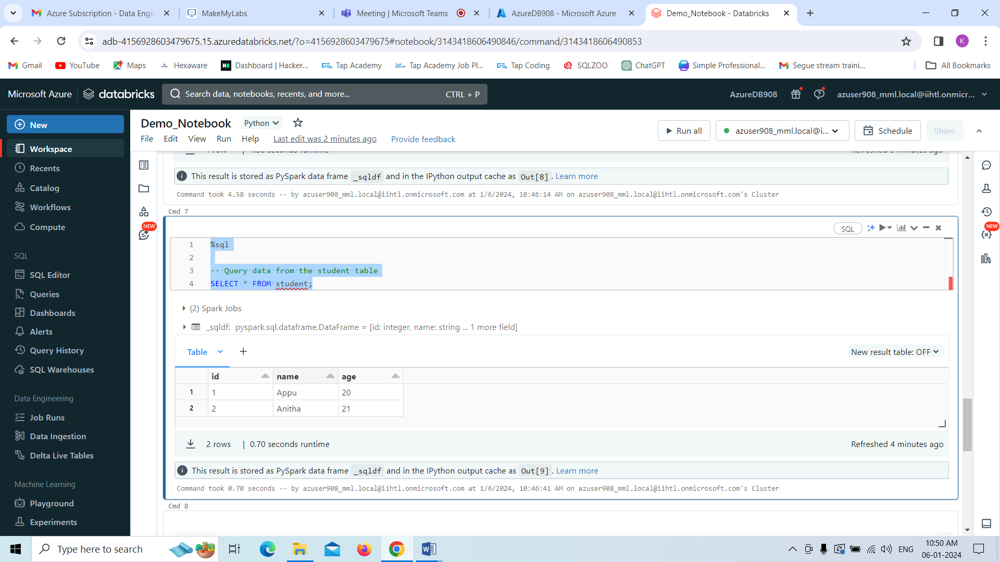 Azure Subscription - Data Engin
MakeMyLabs
Meeting | Microsoft Teams
AzureDB908 - Microsoft Azure
Demo_Notebook - Databricks
adb-4156928603479675.15.azuredatabricks.net/?o=4156928603479675#notebook/3143418606490846/command/3143418606490853
K
Gmail
YouTube
Maps
Hexaware
Dashboard | Hacker...
Tap Academy
Tap Academy Job Pl...
Tap Coding
SQLZOO
ChatGPT
Simple Professional...
Segue stream traini...
All Bookmarks
Microsoft Azure
databricks
Search data, notebooks, recents, and more...
CTRL + P
AzureDB908
azuser908_mml.local@iihtl.onmicr...
New
Workspace
Recents
Catalog
Workflows
Compute
SQL
SQL Editor
Queries
Dashboards
Alerts
Query History
SQL Warehouses
Data Engineering
Job Runs
Data Ingestion
Delta Live Tables
Machine Learning
Playground
Experiments
Demo_Notebook
Python
File
Edit
View
Run
Help
Last edit was 2 minutes ago
Provide feedback
Run all
azuser908_mml.local@i...
Schedule
Share
NEW
NEW
This result is stored as PySpark data frame _sqldf and in the IPython output cache as Out[8] . Learn more
Command took 4.58 seconds -- by azuser908_mml.local@iihtl.onmicrosoft.com at 1/6/2024, 10:46:14 AM on azuser908_mml.local@iihtl.onmicrosoft.com's Cluster
Cmd 7
SQL
1 %sql
2
3 -- Query data from the student table
4 SELECT * FROM student;
(2) Spark Jobs
_sqldf: pyspark.sql.dataframe.DataFrame = [id: integer, name: string ... 1 more field]
Table
New result table: OFF
id name age
1 1 Appu 20
2 2 Anitha 21
2 rows | 0.70 seconds runtime
Refreshed 4 minutes ago
This result is stored as PySpark data frame _sqldf and in the IPython output cache as Out[9] . Learn more
Command took 0.70 seconds -- by azuser908_mml.local@iihtl.onmicrosoft.com at 1/6/2024, 10:46:41 AM on azuser908_mml.local@iihtl.onmicrosoft.com's Cluster
Cmd 8
Type here to search
ENG
10:50 AM
06-01-2024